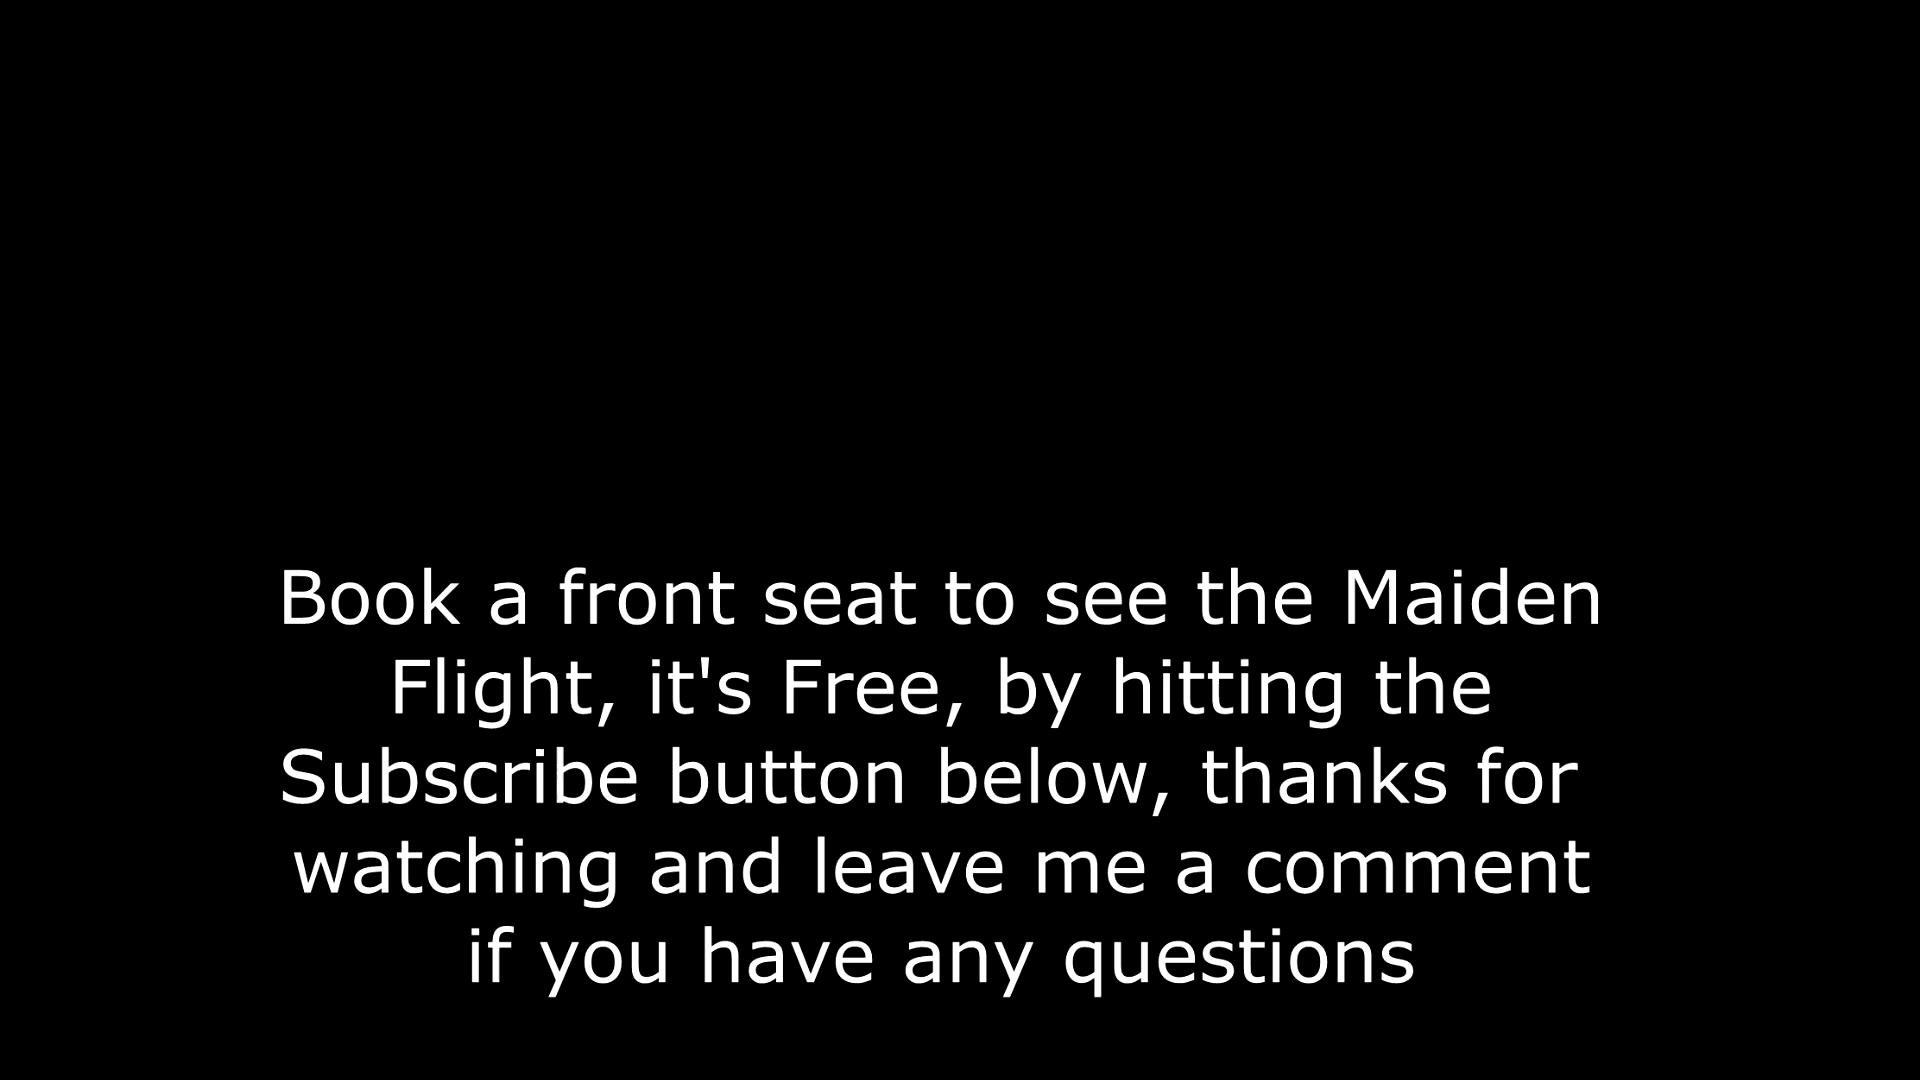 Book a front seat to see the Maiden
Flight, it's Free, by hitting the
Subscribe button below, thanks for
watching and leave me a comment
if you have any questions